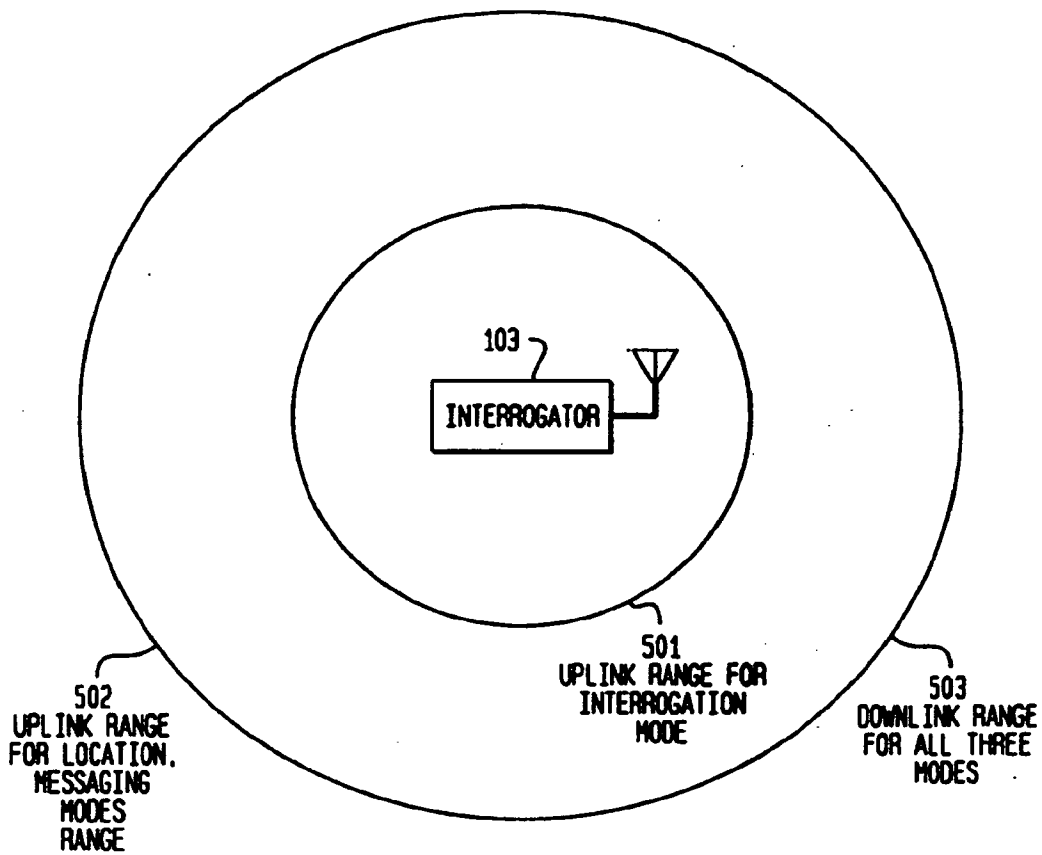 103
INTERROGATOR
501
UPLINK RANGE FOR
INTERROGATION
MODE
502
UPLINK RANGE
FOR LOCATION.
MESSAGING
MODES
RANGE
503
DOWNLINK RANGE
FOR ALL THREE
MODES